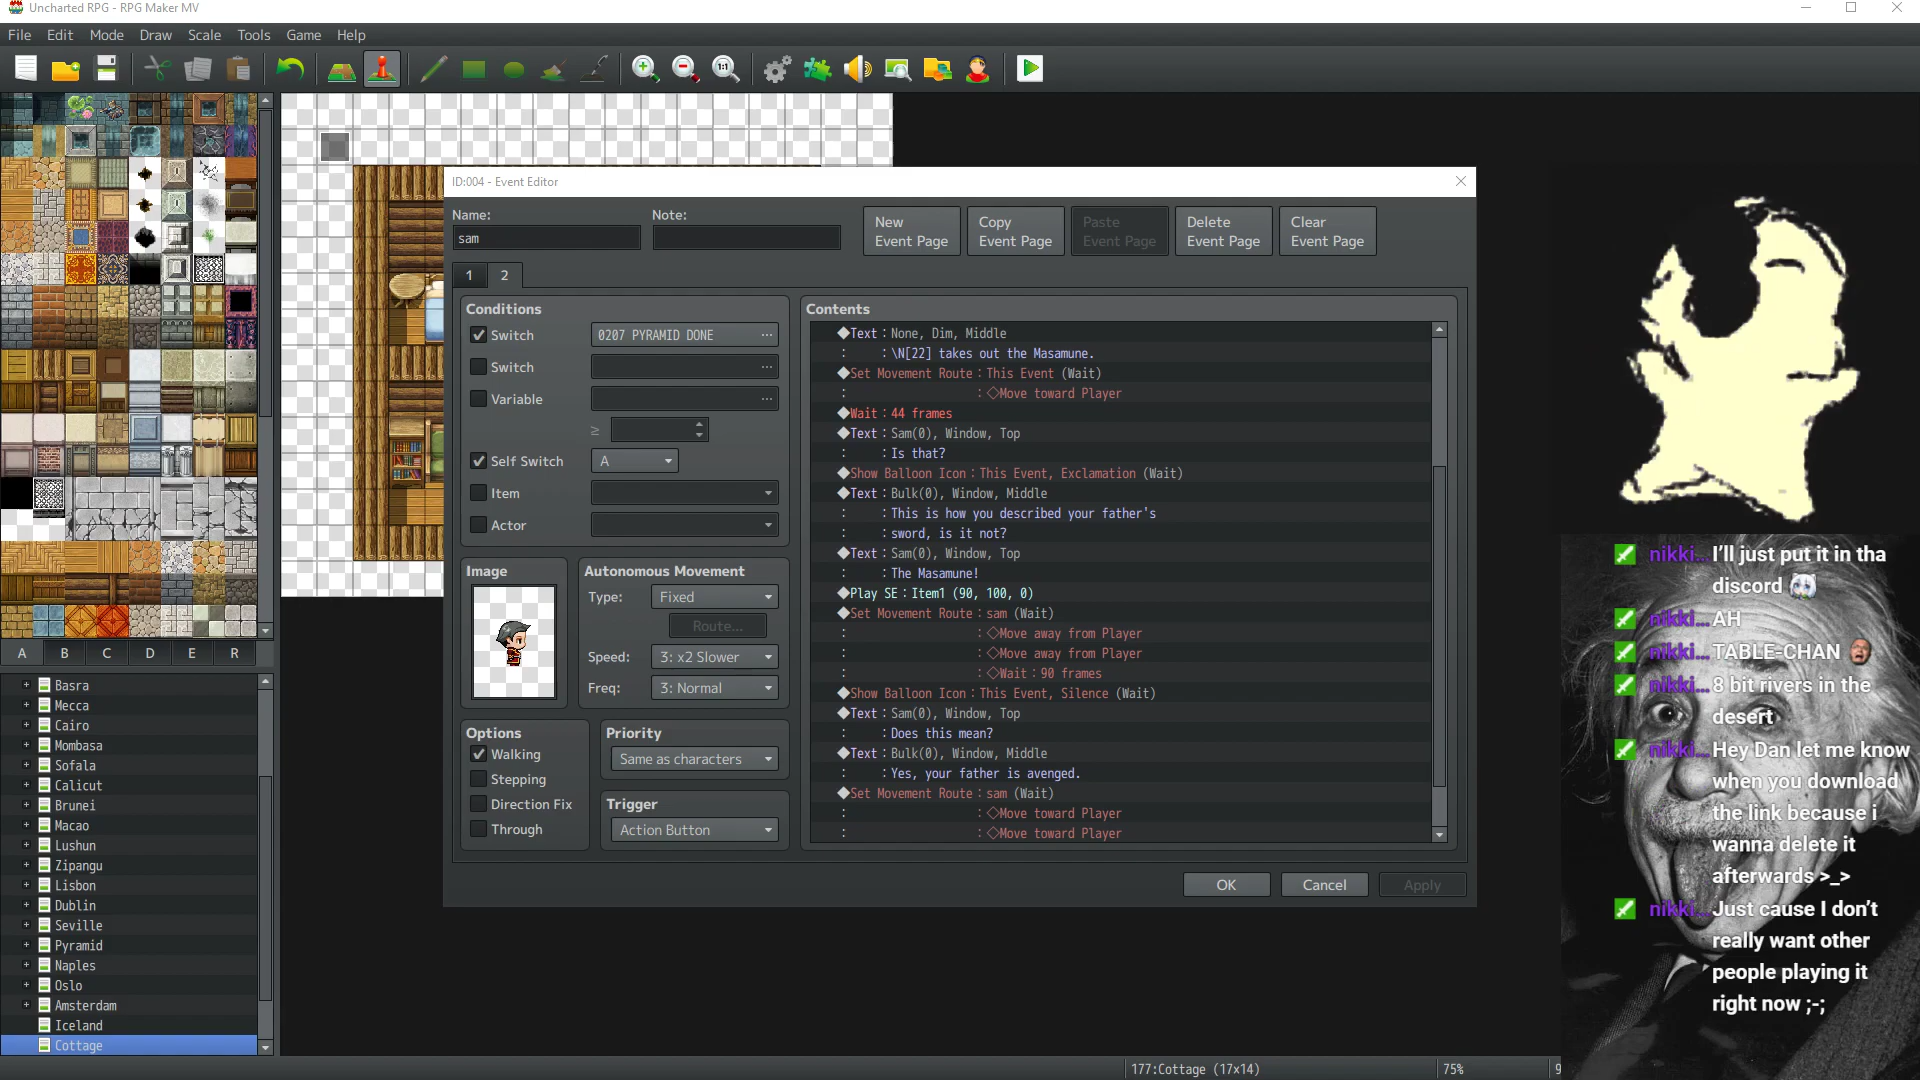 Uncharted RPG - RPG Maker MV
File Edit Mode Draw Scale Tools Game Help
1:1
ID:004 - Event Editor
Name:
Note:
sam
New
Event Page
Copy
Event Page
Paste
Event Page
Delete
Event Page
Clear
Event Page
1 2
Conditions
Switch 0207 PYRAMID DONE ...
Switch ...
Variable ...
≥
Self Switch A
Item
Actor
Image
Autonomous Movement
Type: Fixed
Route...
Speed: 3: x2 Slower
Freq: 3: Normal
Options
Walking
Stepping
Direction Fix
Through
Priority
Same as characters
Trigger
Action Button
Contents
◆Text：None, Dim, Middle
：　　：\N[22] takes out the Masamune.
◆Set Movement Route：This Event (Wait)
：　　：◇Move toward Player
◆Wait：44 frames
◆Text：Sam(0), Window, Top
：　　：Is that?
◆Show Balloon Icon：This Event, Exclamation (Wait)
◆Text：Bulk(0), Window, Middle
：　　：This is how you described your father's
：　　：sword, is it not?
◆Text：Sam(0), Window, Top
：　　：The Masamune!
◆Play SE：Item1 (90, 100, 0)
◆Set Movement Route：sam (Wait)
：　　：◇Move away from Player
：　　：◇Move away from Player
：　　：◇Wait：90 frames
◆Show Balloon Icon：This Event, Silence (Wait)
◆Text：Sam(0), Window, Top
：　　：Does this mean?
◆Text：Bulk(0), Window, Middle
：　　：Yes, your father is avenged.
◆Set Movement Route：sam (Wait)
：　　：◇Move toward Player
：　　：◇Move toward Player
OK Cancel Apply
A B C D E R
Basra
Mecca
Cairo
Mombasa
Sofala
Calicut
Brunei
Macao
Lushun
Zipangu
Lisbon
Dublin
Seville
Pyramid
Naples
Oslo
Amsterdam
Iceland
Cottage
177:Cottage (17x14) 75% 9
nikki... I'll just put it in tha
discord
nikki... AH
nikki... TABLE-CHAN
nikki... 8 bit rivers in the
desert
nikki... Hey Dan let me know
when you download
the link because i
wanna delete it
afterwards >_>
nikki... Just cause I don't
really want other
people playing it
right now ;-;